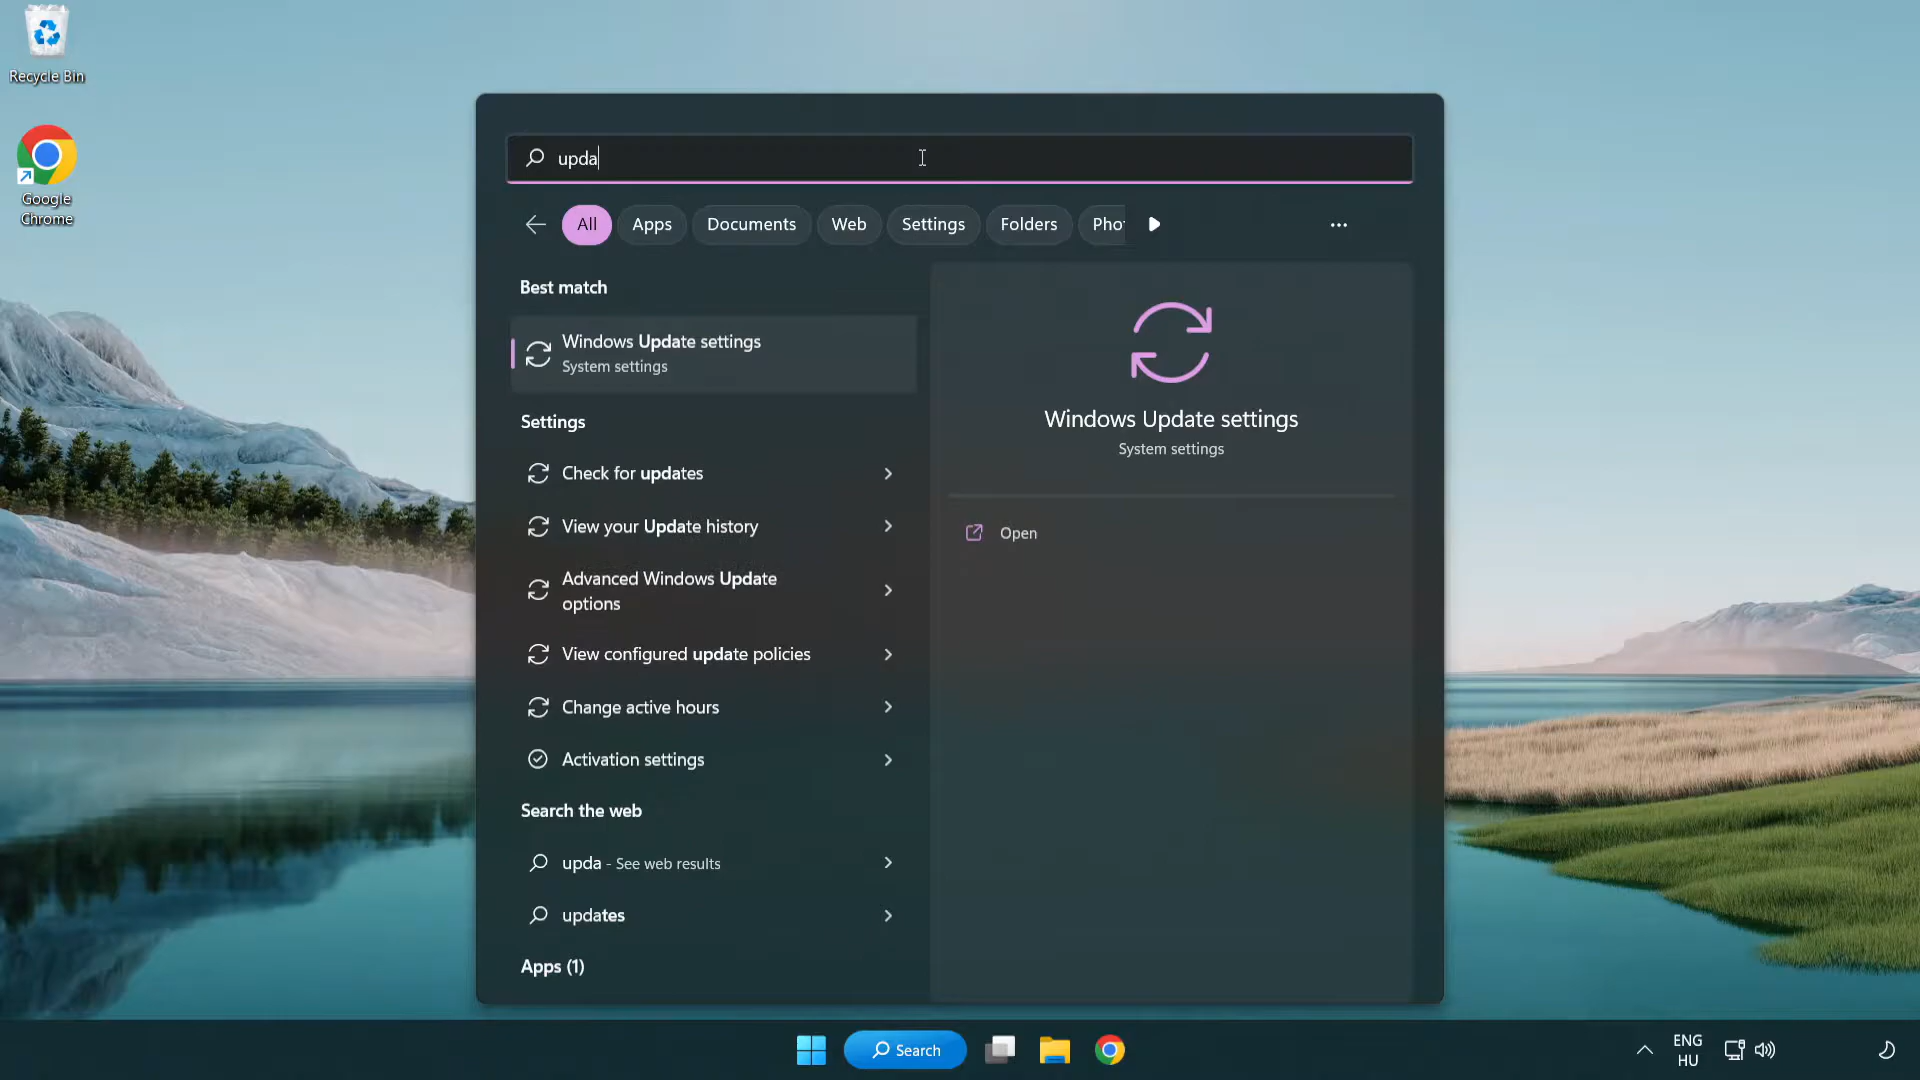 Recycle Bin
Google
Chrome
upda
All
Apps
Documents
Web
Settings
Folders
Pho
Best match
Windows Update settings
System settings
Settings
Check for updates
View your Update history
Advanced Windows Update
options
View configured update policies
Change active hours
Activation settings
Search the web
upda - See web results
updates
Apps (1)
Windows Update settings
System settings
Open
Search
ENG
HU